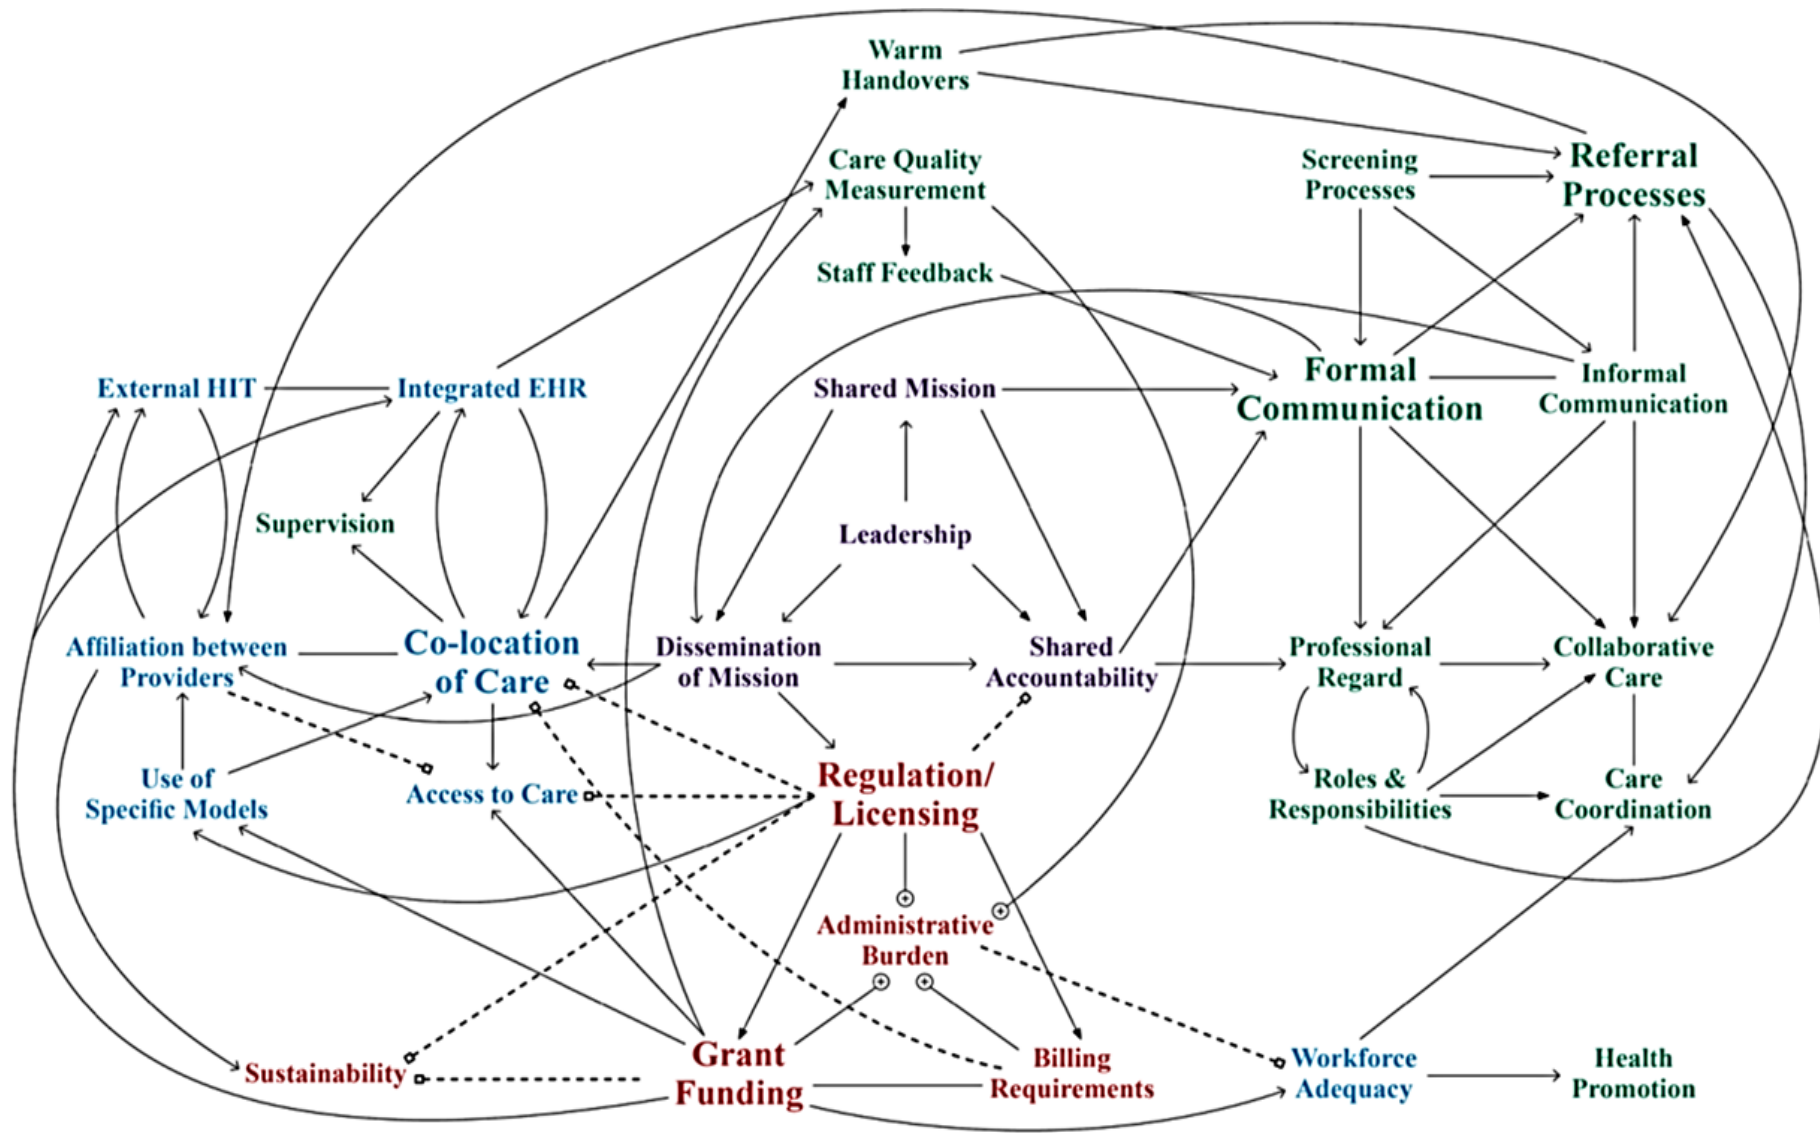 Warm
Handovers
Care Quality
Measurement
Screening
Processes
Referral
Processes
Staff Feedback
External HIT
Integrated EHR
Shared Mission
Formal
Communication
Informal
Communication
Supervision
Leadership
Affiliation between
Providers
Co-location
of Care
Dissemination
of Mission
Shared
Accountability
Professional
Regard
Collaborative
Care
Use of
Specific Models
Access to Care
Regulation/
Licensing
Roles &
Responsibilities
Care
Coordination
Administrative
Burden
Sustainability
Grant
Funding
Billing
Requirements
Workforce
Adequacy
Health
Promotion